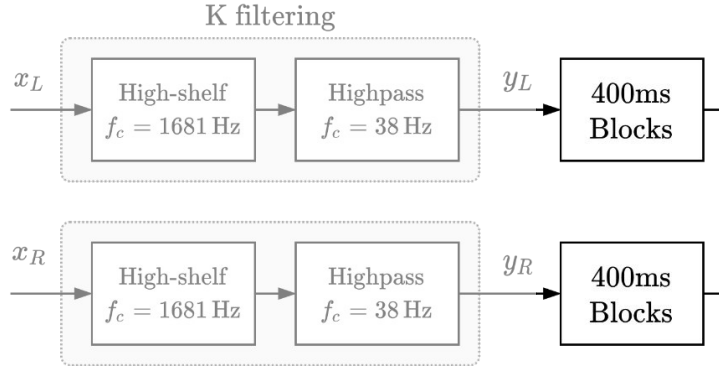 K filtering
x_L
High-shelf
f_c = 1681 Hz
Highpass
f_c = 38 Hz
y_L
400ms
Blocks
x_R
High-shelf
f_c = 1681 Hz
Highpass
f_c = 38 Hz
y_R
400ms
Blocks